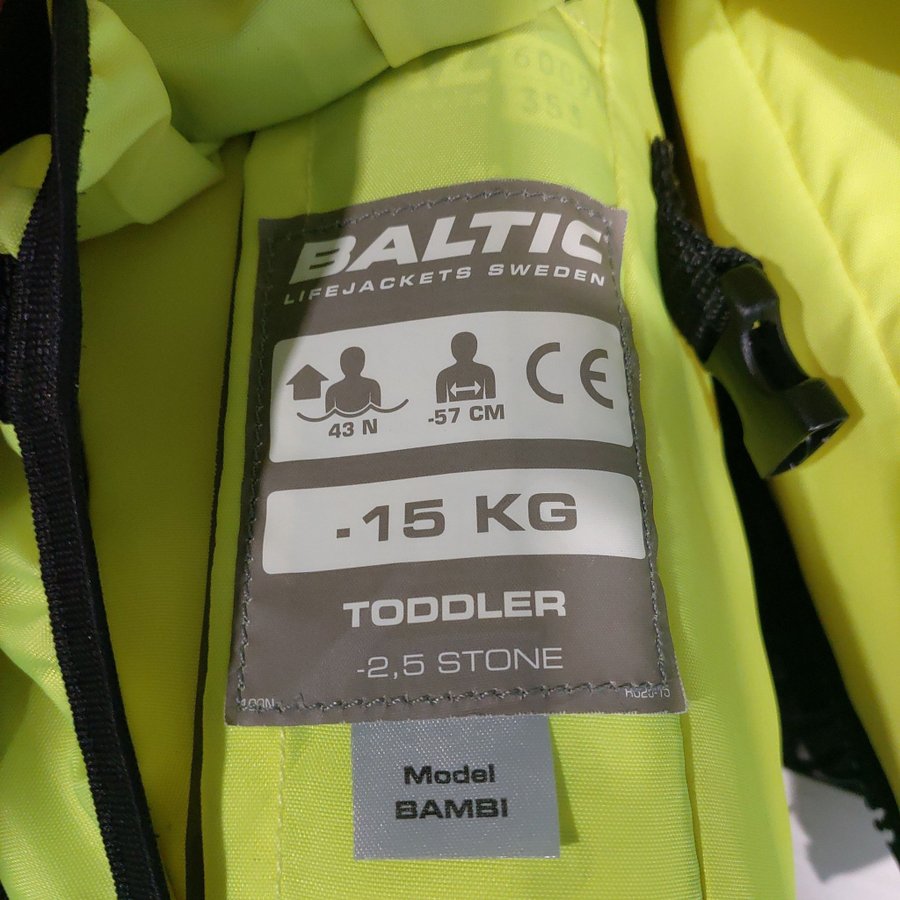 BALTIC
LIFEJACKETS SWEDEN
43 N
-57 CM
CE
-15 KG
TODDLER
-2,5 STONE
Model
BAMBI